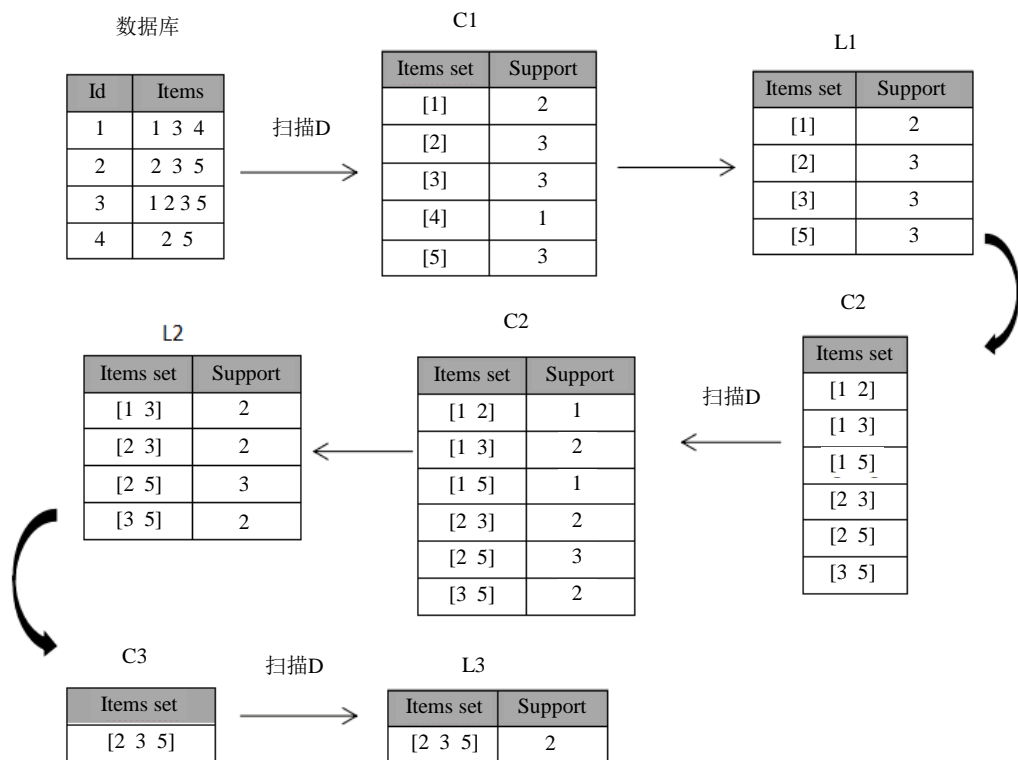 数据库
Id Items
1 1 3 4
2 2 3 5
3 1 2 3 5
4 2 5
扫描D
C1
Items set Support
[1] 2
[2] 3
[3] 3
[4] 1
[5] 3
L1
Items set Support
[1] 2
[2] 3
[3] 3
[5] 3
C2
Items set
[1 2]
[1 3]
[1 5]
[2 3]
[2 5]
[3 5]
扫描D
C2
Items set Support
[1 2] 1
[1 3] 2
[1 5] 1
[2 3] 2
[2 5] 3
[3 5] 2
L2
Items set Support
[1 3] 2
[2 3] 2
[2 5] 3
[3 5] 2
C3
Items set
[2 3 5]
扫描D
L3
Items set Support
[2 3 5] 2